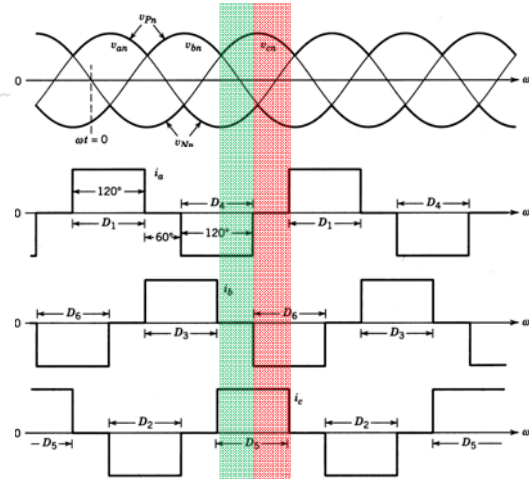 v_Pn
v_an v_bn v_cn
0 ω
ωt = 0 v_Nn
i_a
120° D_4 D_4
0 ω
D_1 120° D_1
60°
D_6 i_b D_6
0 ω
D_3 D_3
D_2 i_c D_2
0 ω
D_5 D_5 D_5